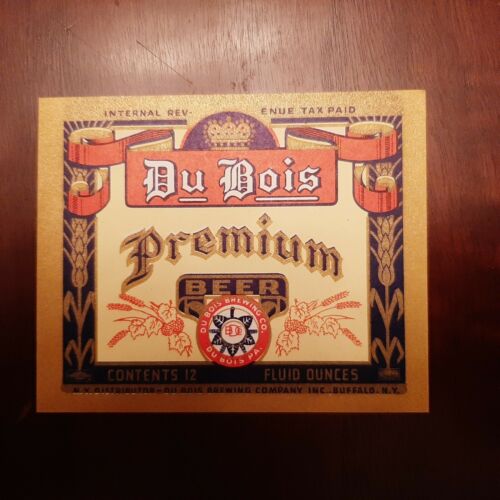 INTERNAL REV- ENUE TAX PAID
Du Bois
Premium
BEER
DU BOIS BREWING CO.
DU BOIS PA.
CONTENTS 12 FLUID OUNCES
N.Y. DISTRIBUTOR-DU BOIS BREWING COMPANY INC. BUFFALO, N.Y.